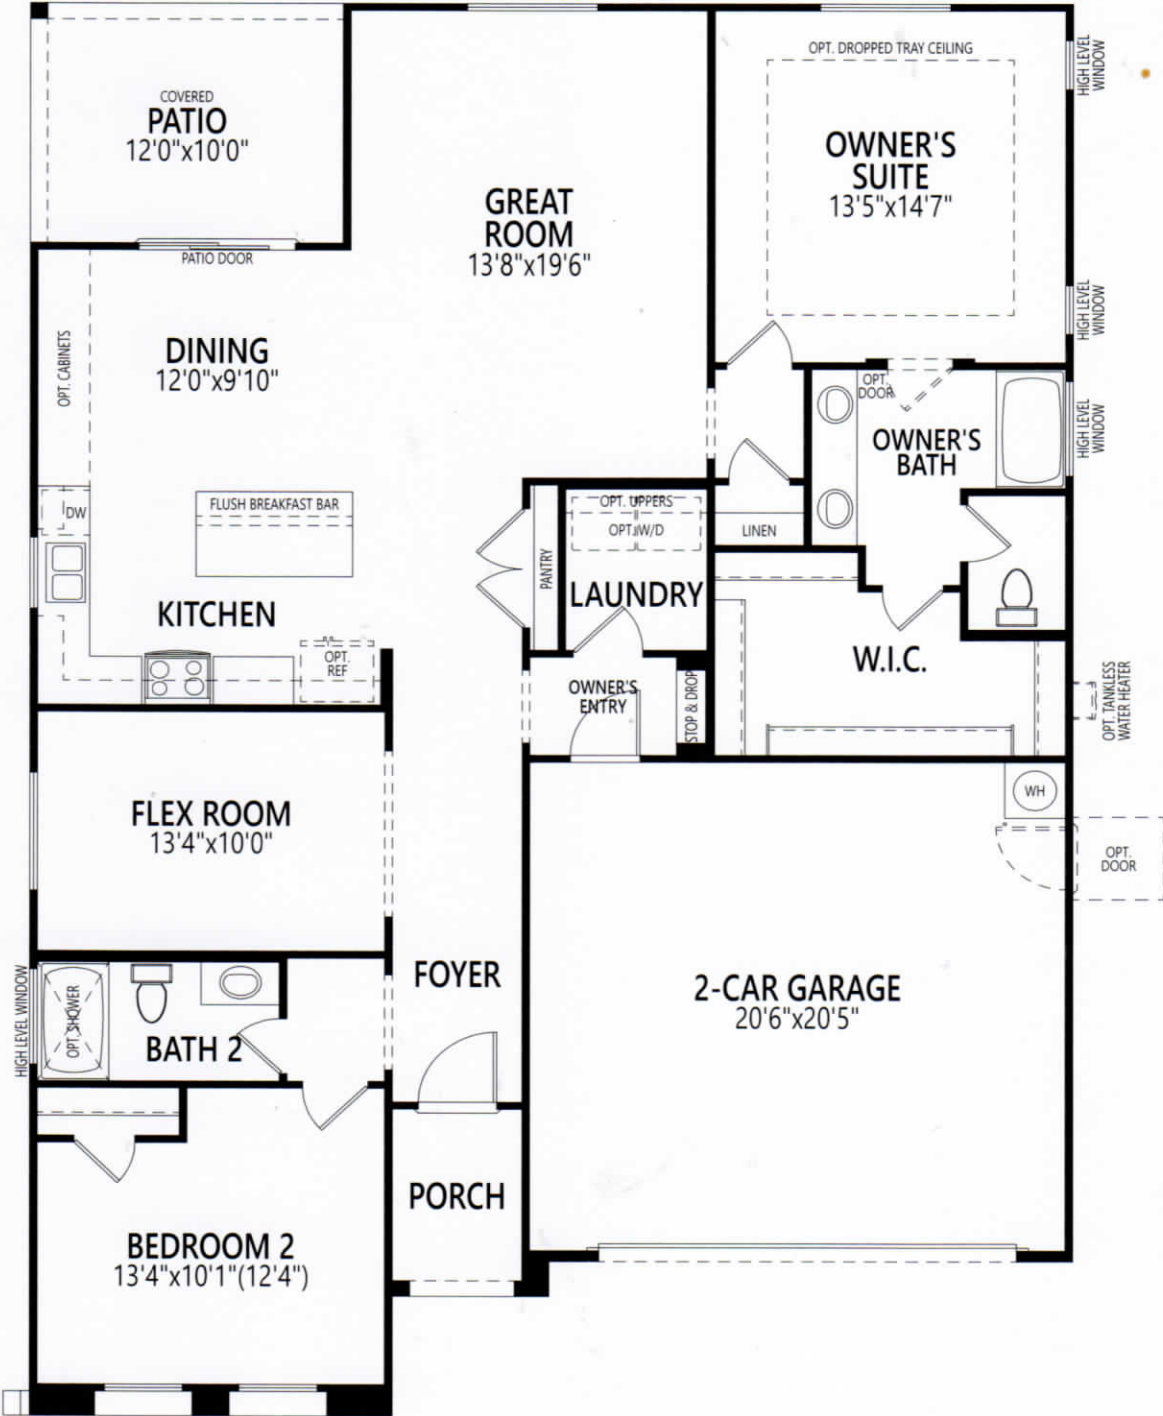 OPT. DROPPED TRAY CEILING
HIGH LEVEL
WINDOW
COVERED
PATIO
12'0"x10'0"
OWNER'S
SUITE
13'5"x14'7"
GREAT
ROOM
13'8"x19'6"
PATIO DOOR
HIGH LEVEL
WINDOW
OPT. CABINETS
DINING
12'0"x9'10"
OPT.
DOOR
OWNER'S
BATH
HIGH LEVEL
WINDOW
DW
FLUSH BREAKFAST BAR
OPT. UPPERS
OPT. W/D
LINEN
PANTRY
LAUNDRY
KITCHEN
OPT.
REF
W.I.C.
OWNER'S
ENTRY
STOP & DROP
OPT. TANKLESS
WATER HEATER
WH
FLEX ROOM
13'4"x10'0"
OPT.
DOOR
HIGH LEVEL WINDOW
OPT. SHOWER
BATH 2
FOYER
2-CAR GARAGE
20'6"x20'5"
PORCH
BEDROOM 2
13'4"x10'1"(12'4")